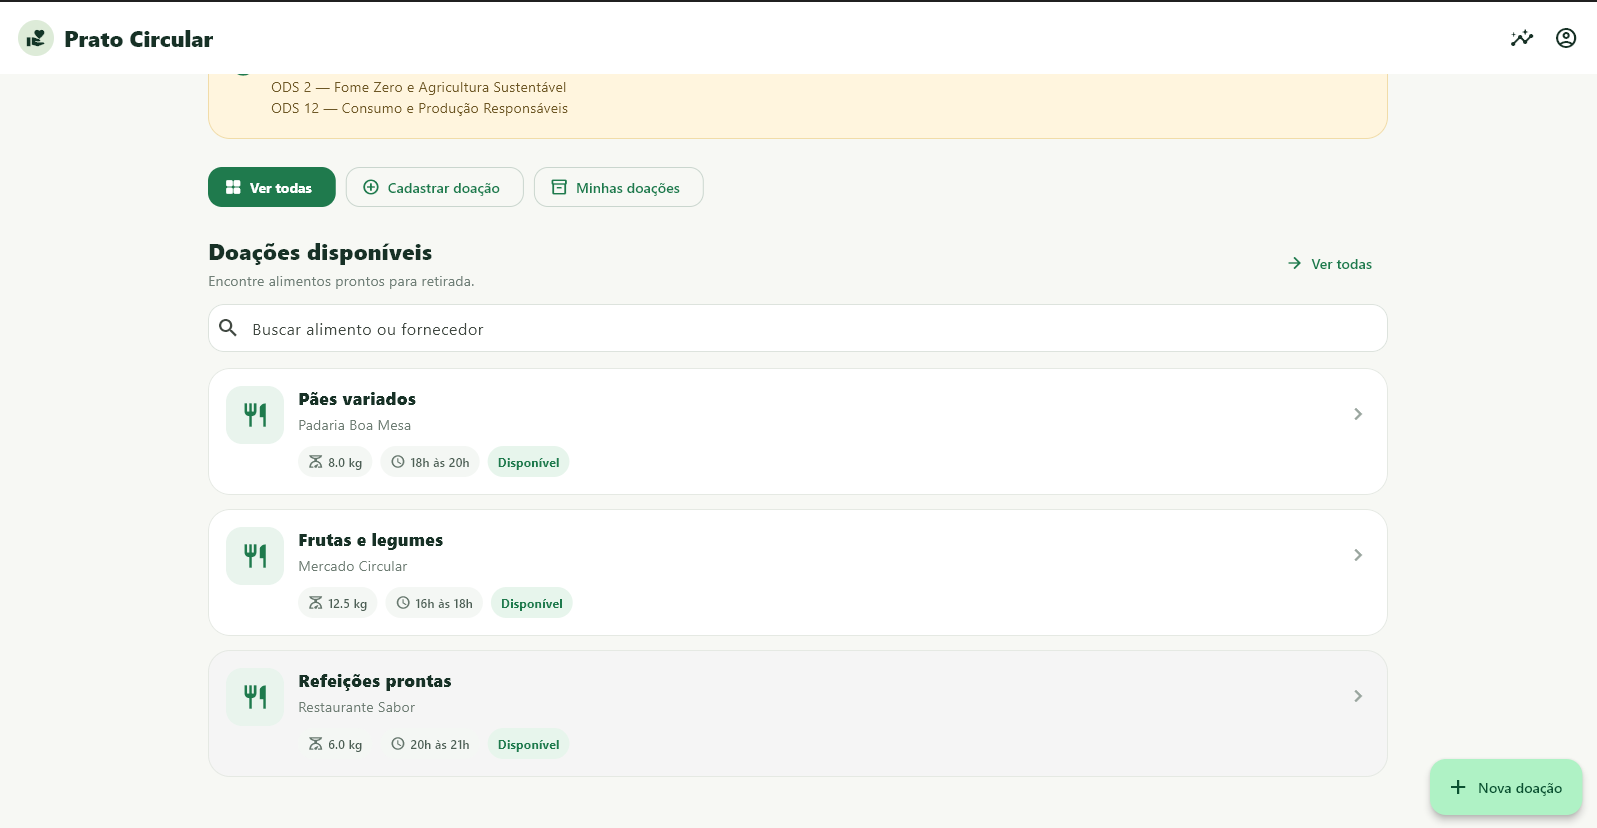 Prato Circular
ODS 2 — Fome Zero e Agricultura Sustentável
ODS 12 — Consumo e Produção Responsáveis
Ver todas
Cadastrar doação
Minhas doações
Doações disponíveis
Encontre alimentos prontos para retirada.
Ver todas
Buscar alimento ou fornecedor
Pães variados
Padaria Boa Mesa
8.0 kg
18h às 20h
Disponível
Frutas e legumes
Mercado Circular
12.5 kg
16h às 18h
Disponível
Refeições prontas
Restaurante Sabor
6.0 kg
20h às 21h
Disponível
Nova doação